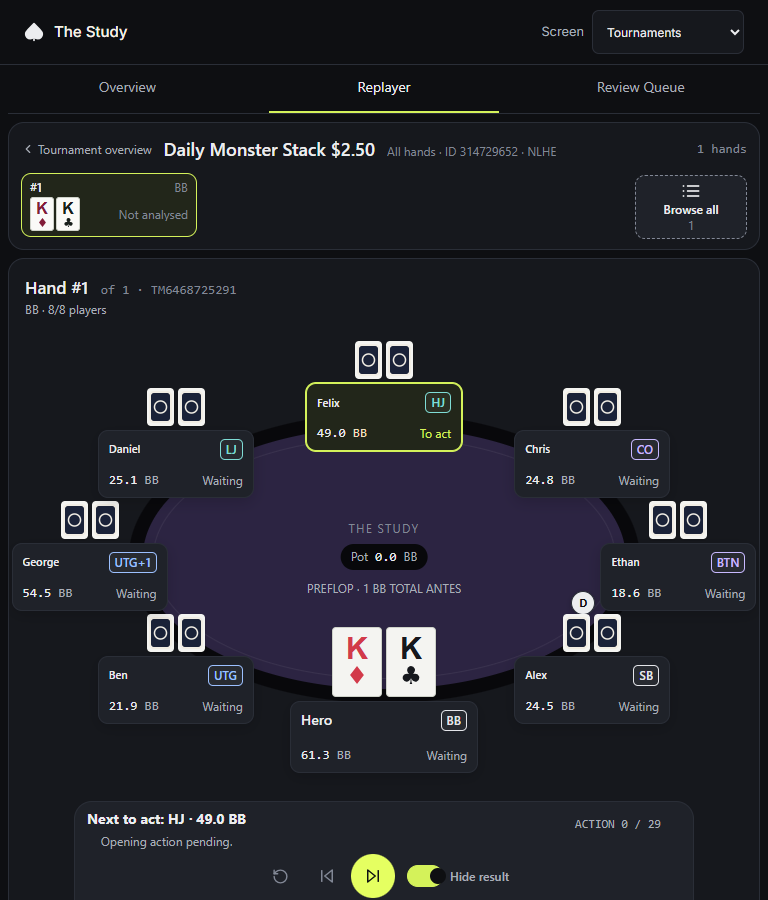 The Study
Screen
Tournaments
Overview
Replayer
Review Queue
Tournament overview
Daily Monster Stack $2.50
All hands · ID 314729652 · NLHE
1 hands
#1
BB
K
K
Not analysed
Browse all
1
Hand #1 of 1 · TM6468725291
BB · 8/8 players
Felix
HJ
49.0 BB
To act
Daniel
LJ
25.1 BB
Waiting
Chris
CO
24.8 BB
Waiting
George
UTG+1
54.5 BB
Waiting
THE STUDY
Pot 0.0 BB
PREFLOP · 1 BB TOTAL ANTES
Ethan
BTN
18.6 BB
Waiting
D
Ben
UTG
21.9 BB
Waiting
K
K
Alex
SB
24.5 BB
Waiting
Hero
BB
61.3 BB
Waiting
Next to act: HJ · 49.0 BB
ACTION 0 / 29
Opening action pending.
Hide result